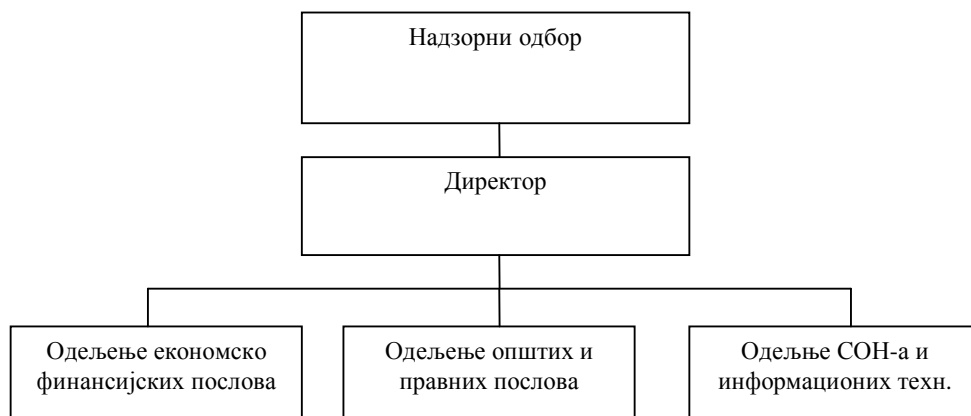 Надзорни одбор
Директор
Одељење економско
финансијских послова
Одељење општих и
правних послова
Одељње СОН-а и
информационих техн.